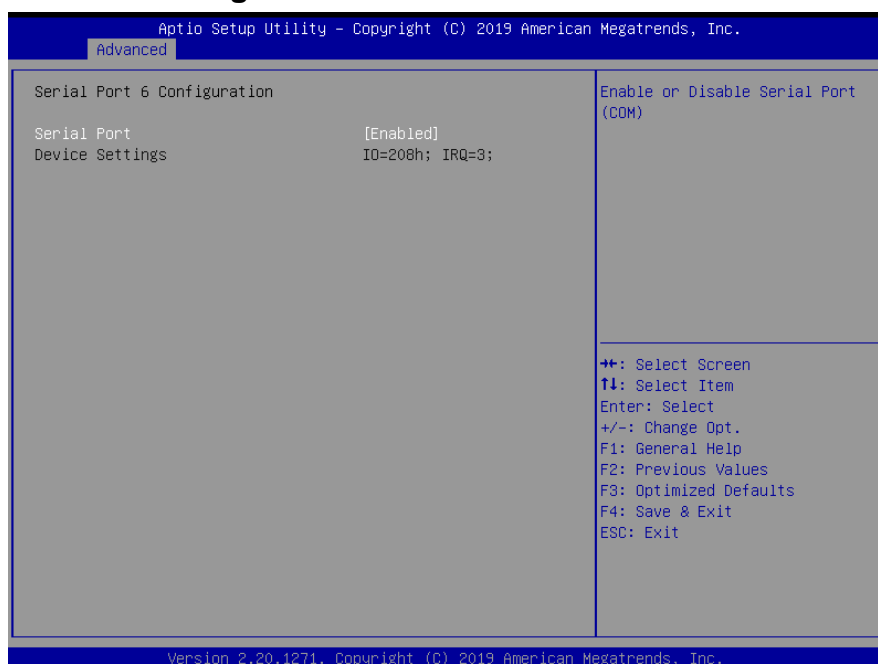 Aptio Setup Utility – Copyright (C) 2019 American Megatrends, Inc.
Advanced
Serial Port 6 Configuration
Serial Port [Enabled]
Device Settings IO=208h; IRQ=3;
Enable or Disable Serial Port
(COM)
→←: Select Screen
↑↓: Select Item
Enter: Select
+/-: Change Opt.
F1: General Help
F2: Previous Values
F3: Optimized Defaults
F4: Save & Exit
ESC: Exit
Version 2.20.1271. Copyright (C) 2019 American Megatrends, Inc.